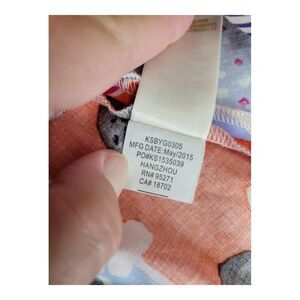 KSBYG0305
MFG DATE:May/2015
PO#KS1535039
HANGZHOU
RN# 95271
CA# 18702